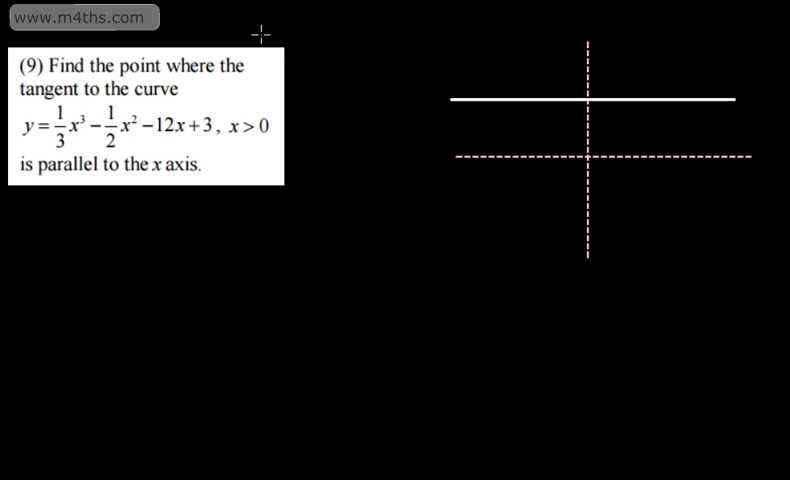 www.m4ths.com
(9) Find the point where the
tangent to the curve
y = 1/3 x³ − 1/2 x² − 12x + 3 , x > 0
is parallel to the x axis.